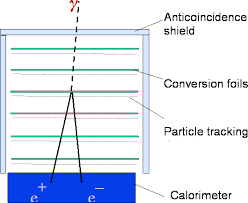 γ
Anticoincidence
shield
Conversion foils
Particle tracking
e+ e−
Calorimeter